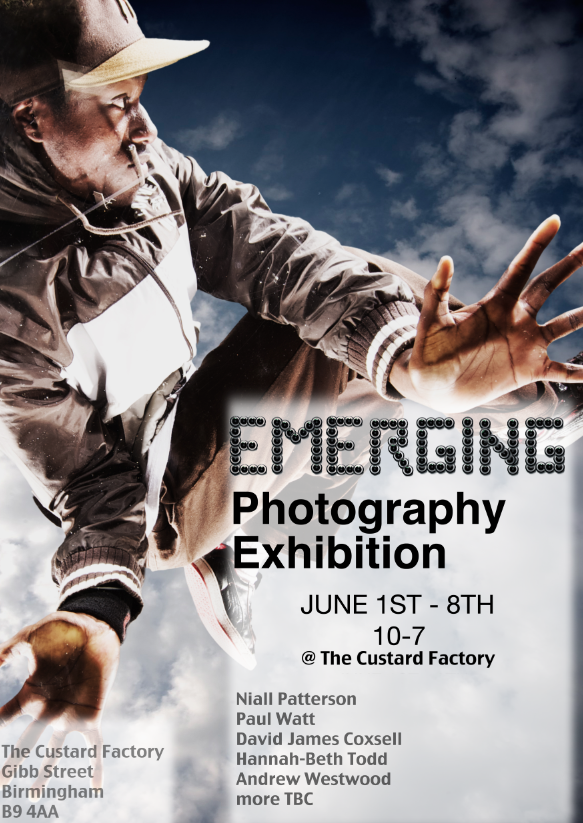 EMERGING
Photography
Exhibition
JUNE 1ST - 8TH
10-7
@ The Custard Factory
Niall Patterson
Paul Watt
David James Coxsell
Hannah-Beth Todd
Andrew Westwood
more TBC
The Custard Factory
Gibb Street
Birmingham
B9 4AA